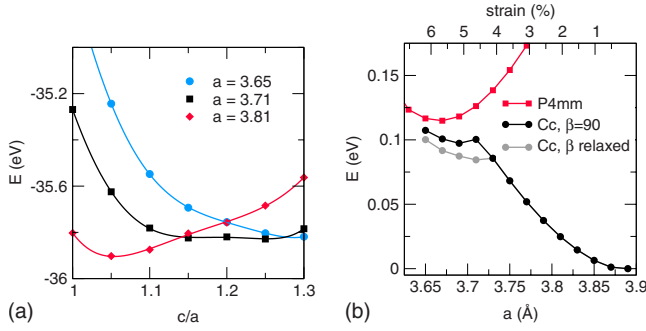 -35.2
-35.6
-36
E (eV)
a = 3.65
a = 3.71
a = 3.81
1
1.1
1.2
1.3
c/a
(a)
strain (%)
6
5
4
3
2
1
0.15
0.1
0.05
0
E (eV)
P4mm
Cc, β=90
Cc, β relaxed
3.65
3.7
3.75
3.8
3.85
3.9
a (Å)
(b)